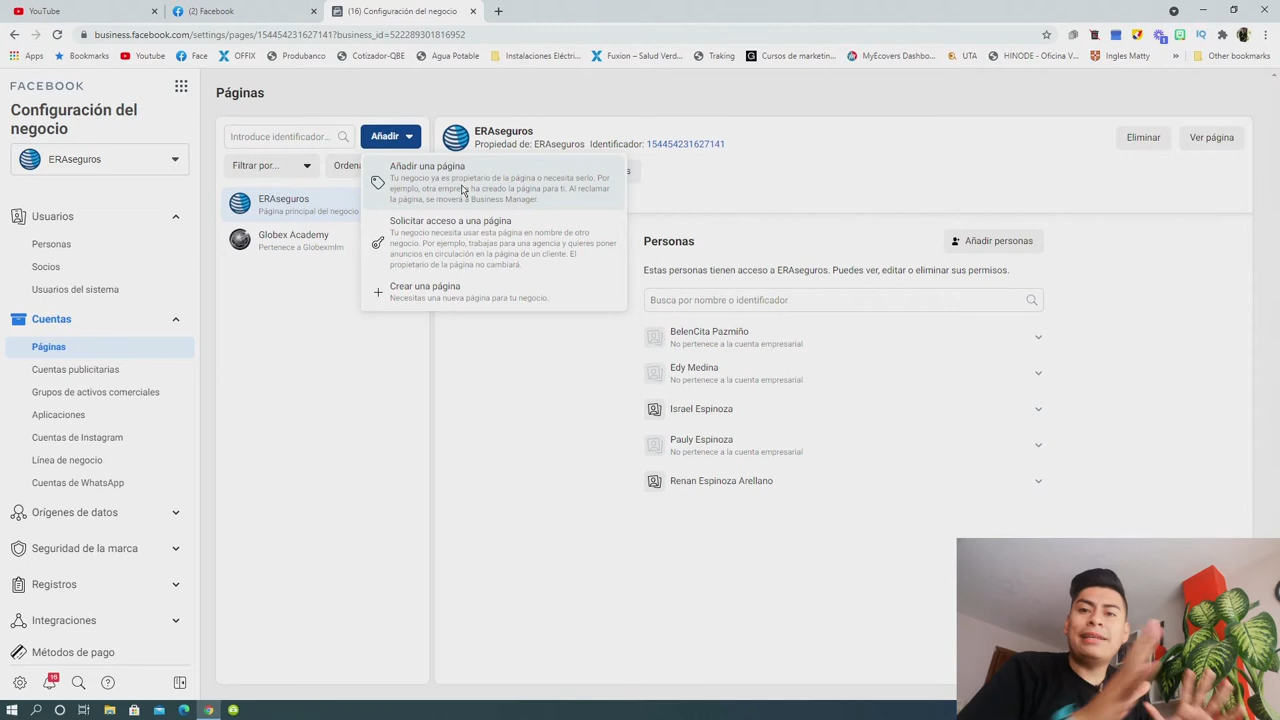 YouTube
(2) Facebook
(16) Configuración del negocio
business.facebook.com/settings/pages/154454231627141?business_id=522289301816952
Apps
Bookmarks
Youtube
Face
OFFIX
Produbanco
Cotizador-QBE
Agua Potable
Instalaciones Eléctri...
Fuxion – Salud Verd...
Traking
Cursos de marketin...
MyEcovers Dashbo...
UTA
HINODE - Oficina V...
Ingles Matty
Other bookmarks
FACEBOOK
Configuración del
negocio
ERAseguros
Usuarios
Personas
Socios
Usuarios del sistema
Cuentas
Páginas
Cuentas publicitarias
Grupos de activos comerciales
Aplicaciones
Cuentas de Instagram
Línea de negocio
Cuentas de WhatsApp
Orígenes de datos
Seguridad de la marca
Registros
Integraciones
Métodos de pago
16
Páginas
Introduce identificador...
Añadir
Filtrar por...
Ordena
ERAseguros
Página principal del negocio
Globex Academy
Pertenece a Globexmlm
Añadir una página
Tu negocio ya es propietario de la página o necesita serlo. Por
ejemplo, otra empresa ha creado la página para ti. Al reclamar
la página, se moverá a Business Manager.
Solicitar acceso a una página
Tu negocio necesita usar esta página en nombre de otro
negocio. Por ejemplo, trabajas para una agencia y quieres poner
anuncios en circulación en la página de un cliente. El
propietario de la página no cambiará.
Crear una página
Necesitas una nueva página para tu negocio.
ERAseguros
Propiedad de: ERAseguros Identificador: 154454231627141
Eliminar
Ver página
s
Personas
Añadir personas
Estas personas tienen acceso a ERAseguros. Puedes ver, editar o eliminar sus permisos.
Busca por nombre o identificador
BelenCita Pazmiño
No pertenece a la cuenta empresarial
Edy Medina
No pertenece a la cuenta empresarial
Israel Espinoza
Pauly Espinoza
No pertenece a la cuenta empresarial
Renan Espinoza Arellano